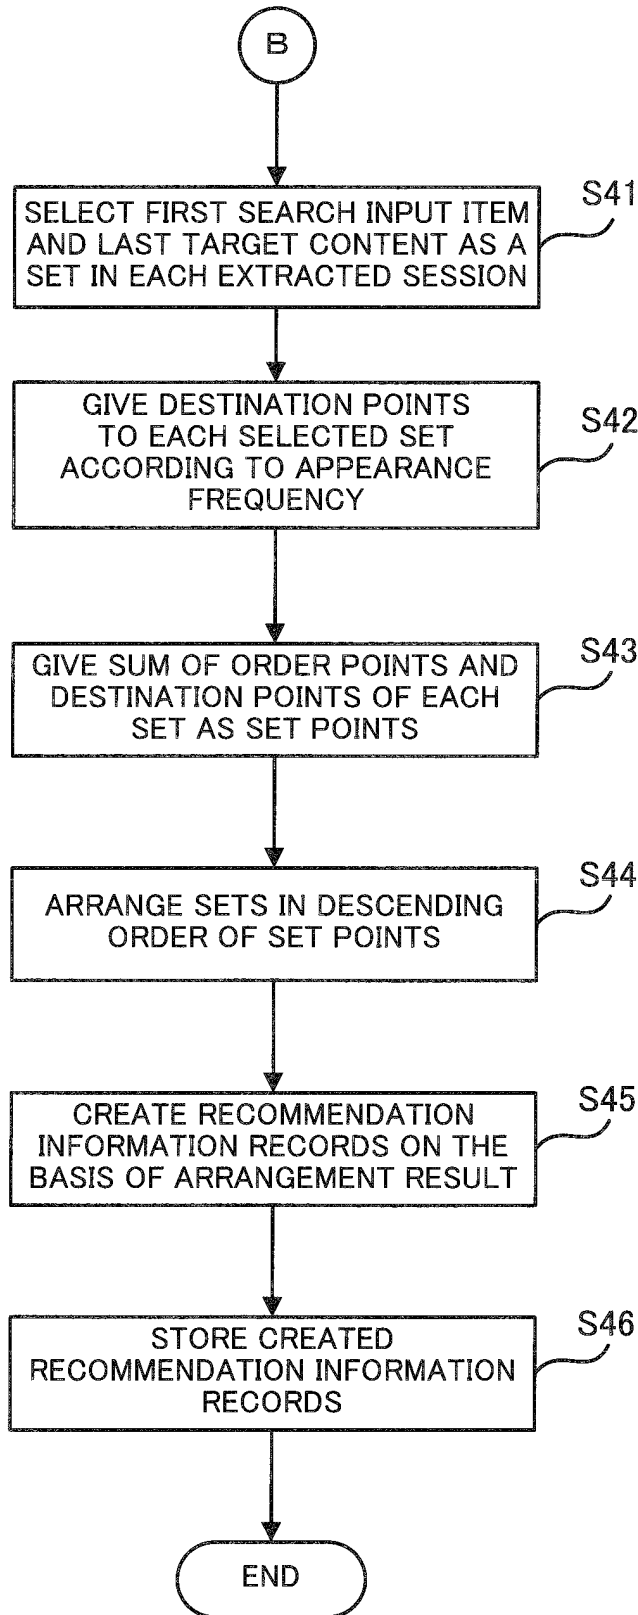 B
S41
SELECT FIRST SEARCH INPUT ITEM
AND LAST TARGET CONTENT AS A
SET IN EACH EXTRACTED SESSION
S42
GIVE DESTINATION POINTS
TO EACH SELECTED SET
ACCORDING TO APPEARANCE
FREQUENCY
S43
GIVE SUM OF ORDER POINTS AND
DESTINATION POINTS OF EACH
SET AS SET POINTS
S44
ARRANGE SETS IN DESCENDING
ORDER OF SET POINTS
S45
CREATE RECOMMENDATION
INFORMATION RECORDS ON THE
BASIS OF ARRANGEMENT RESULT
S46
STORE CREATED
RECOMMENDATION INFORMATION
RECORDS
END